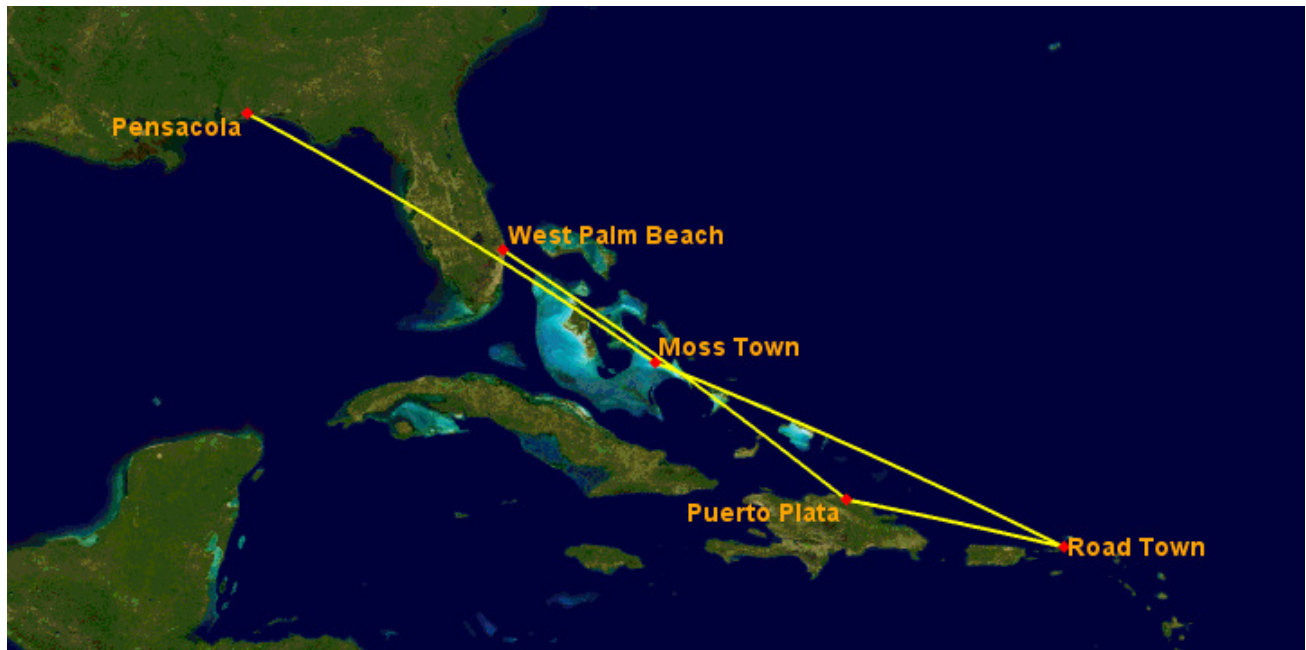 Pensacola
West Palm Beach
Moss Town
Puerto Plata
Road Town